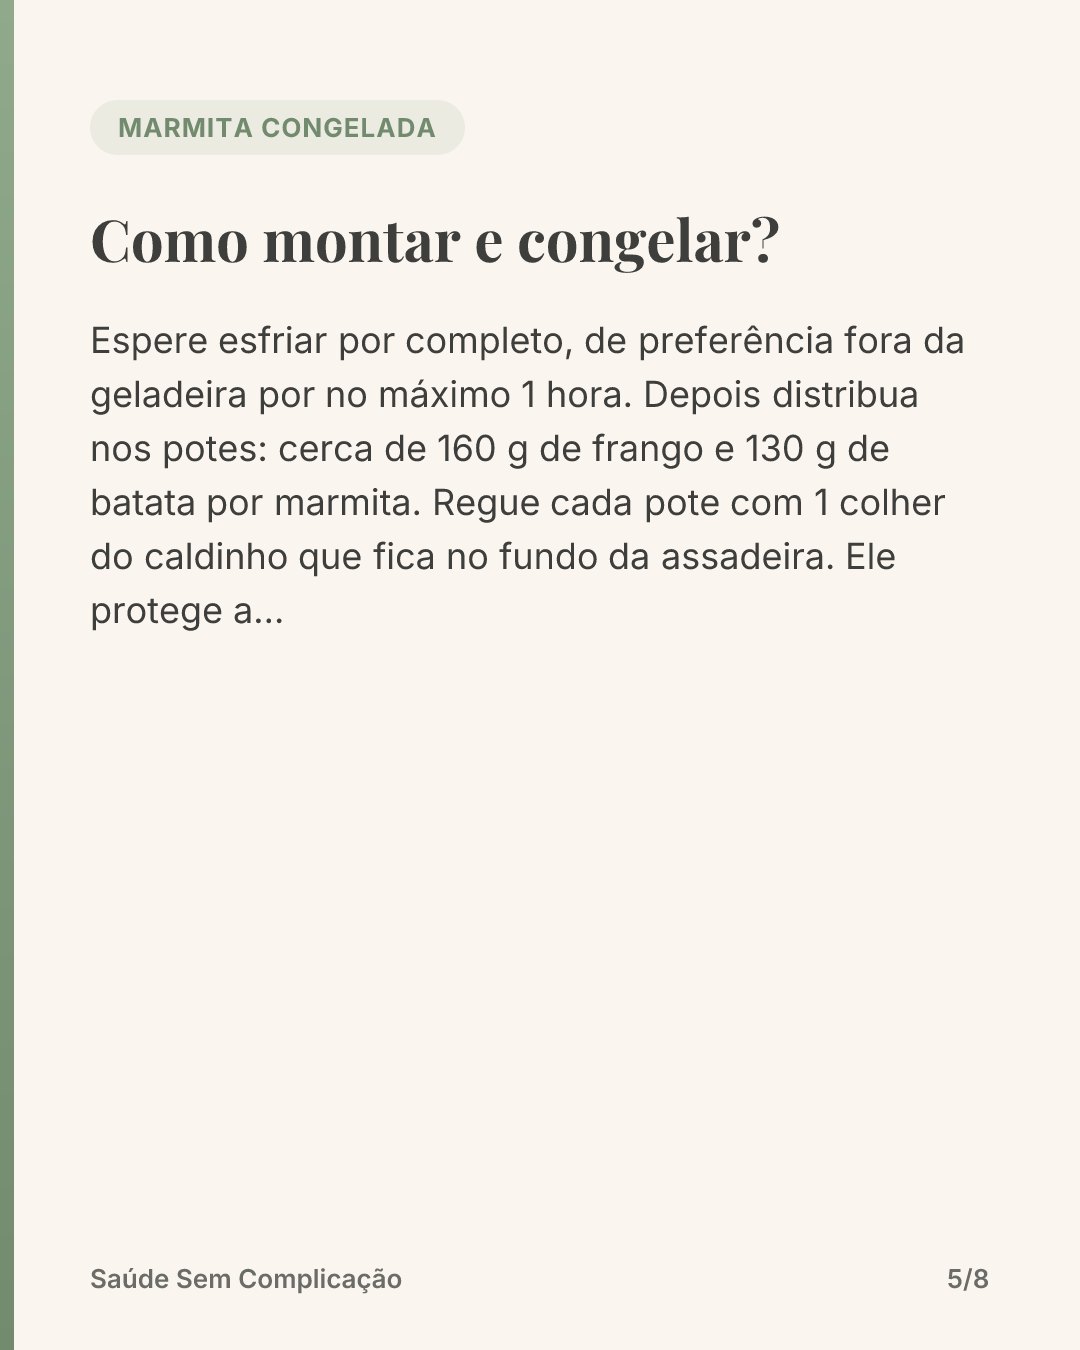 MARMITA CONGELADA
Como montar e congelar?
Espere esfriar por completo, de preferência fora da
geladeira por no máximo 1 hora. Depois distribua
nos potes: cerca de 160 g de frango e 130 g de
batata por marmita. Regue cada pote com 1 colher
do caldinho que fica no fundo da assadeira. Ele
protege a...
Saúde Sem Complicação
5/8